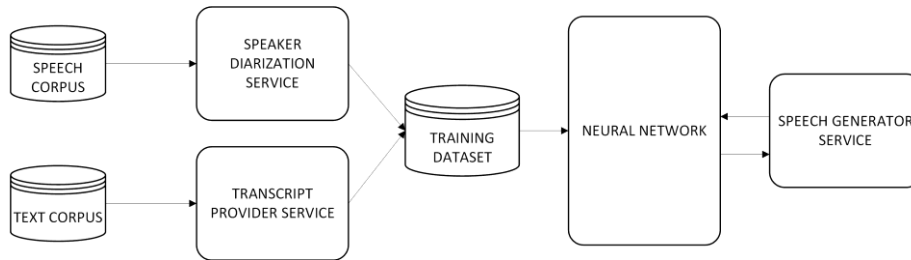 SPEECH
CORPUS
SPEAKER
DIARIZATION
SERVICE
TEXT CORPUS
TRANSCRIPT
PROVIDER SERVICE
TRAINING
DATASET
NEURAL NETWORK
SPEECH GENERATOR
SERVICE